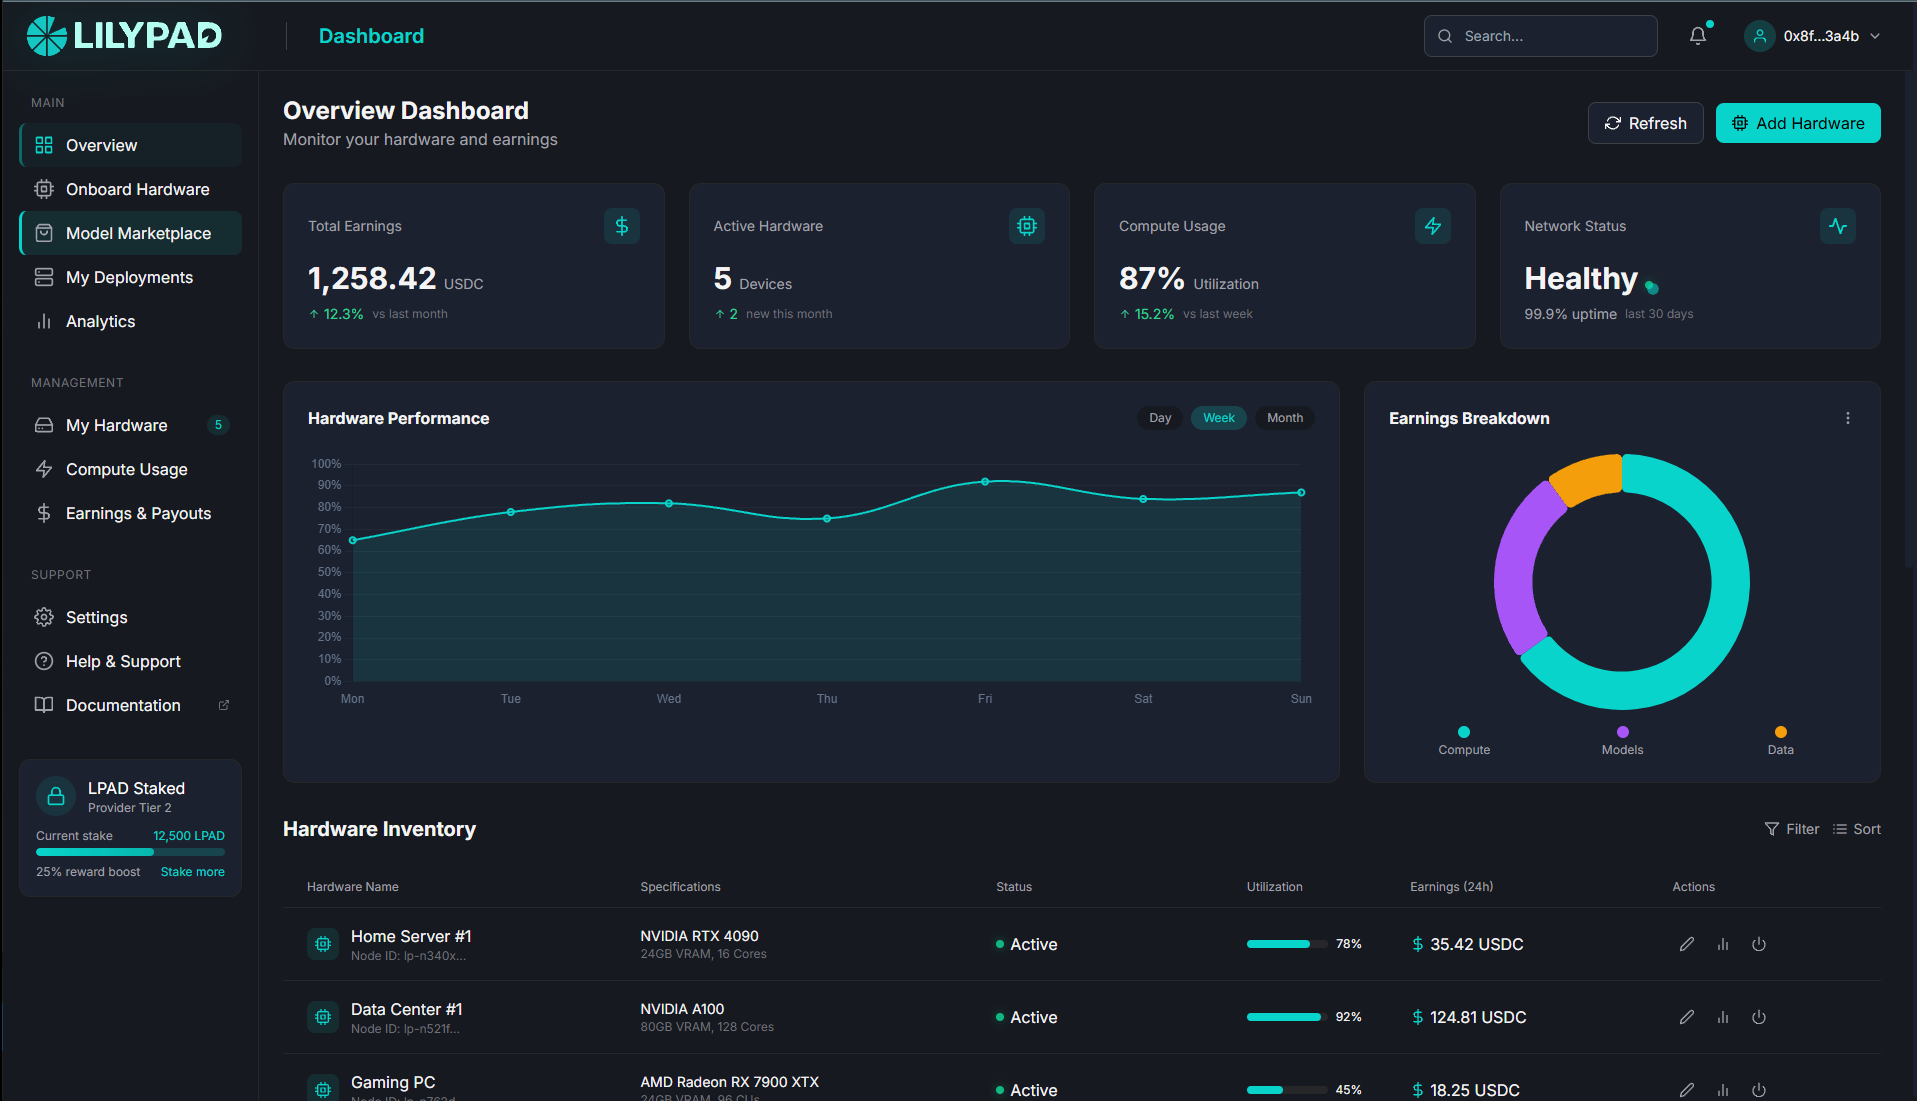 LILYPAD
Dashboard
Search...
0x8f...3a4b
MAIN
Overview
Onboard Hardware
Model Marketplace
My Deployments
Analytics
MANAGEMENT
My Hardware 5
Compute Usage
Earnings & Payouts
SUPPORT
Settings
Help & Support
Documentation
LPAD Staked
Provider Tier 2
Current stake 12,500 LPAD
25% reward boost Stake more
Overview Dashboard
Monitor your hardware and earnings
Refresh
Add Hardware
Total Earnings
$
1,258.42 USDC
↑ 12.3% vs last month
Active Hardware
5 Devices
↑ 2 new this month
Compute Usage
87% Utilization
↑ 15.2% vs last week
Network Status
Healthy
99.9% uptime last 30 days
Hardware Performance
Day Week Month
100%
90%
80%
70%
60%
50%
40%
30%
20%
10%
0%
Mon Tue Wed Thu Fri Sat Sun
Earnings Breakdown
Compute Models Data
Hardware Inventory
Filter Sort
Hardware Name Specifications Status Utilization Earnings (24h) Actions
Home Server #1 NVIDIA RTX 4090 Active 78% $ 35.42 USDC
Node ID: lp-n340x... 24GB VRAM, 16 Cores
Data Center #1 NVIDIA A100 Active 92% $ 124.81 USDC
Node ID: lp-n521f... 80GB VRAM, 128 Cores
Gaming PC AMD Radeon RX 7900 XTX Active 45% $ 18.25 USDC
Node ID: lp-n763d... 24GB VRAM, 96 CUs